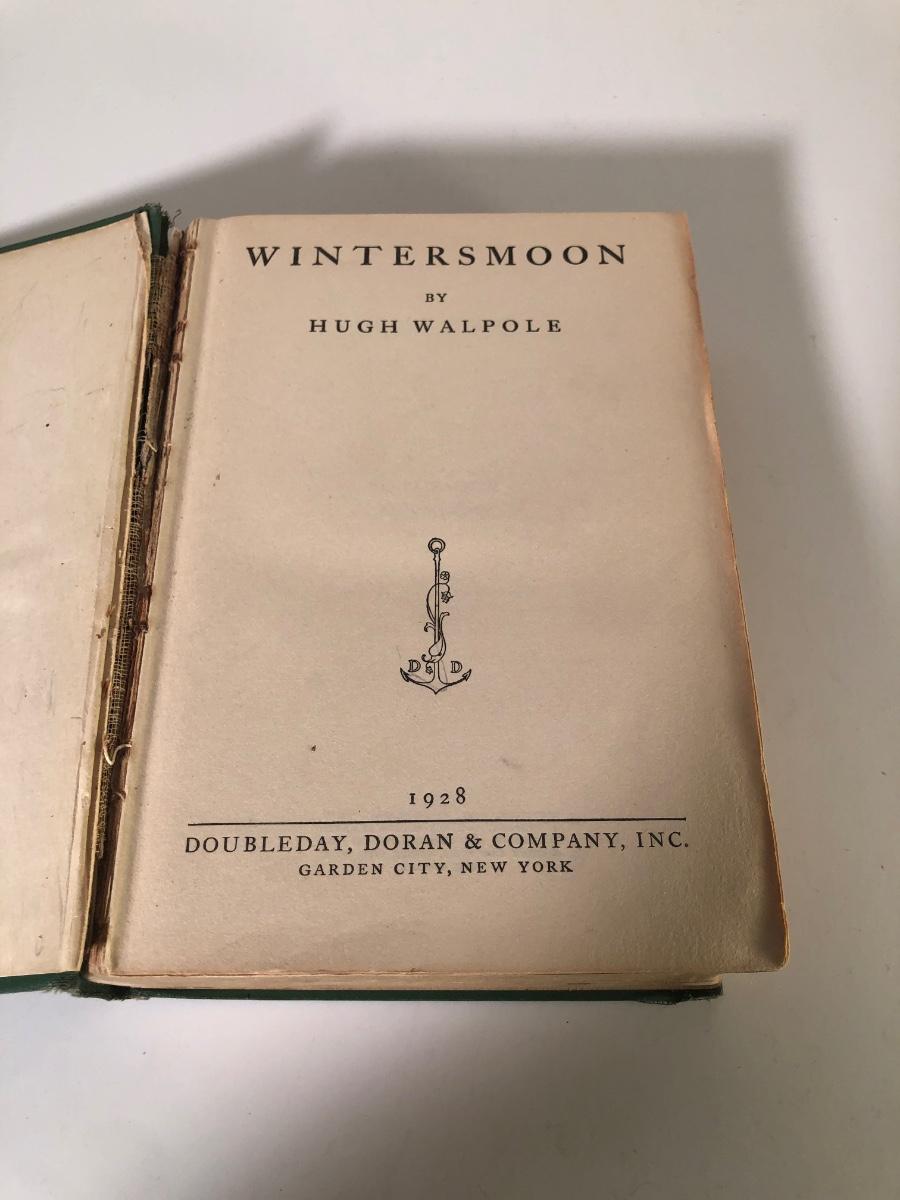 WINTERSMOON
BY
HUGH WALPOLE
D D
1928
DOUBLEDAY, DORAN & COMPANY, INC.
GARDEN CITY, NEW YORK